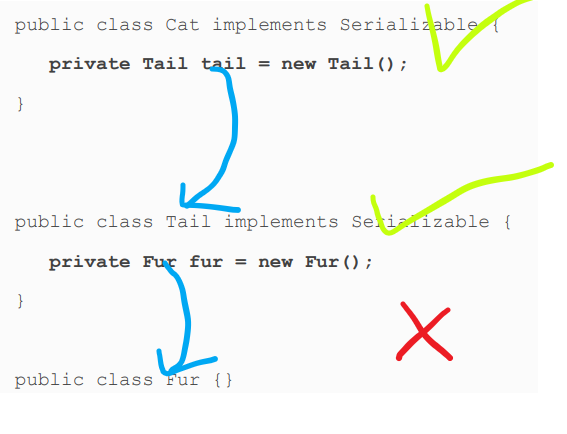 public class Cat implements Serializable {
private Tail tail = new Tail();
}
public class Tail implements Serializable {
private Fur fur = new Fur();
}
public class Fur {}